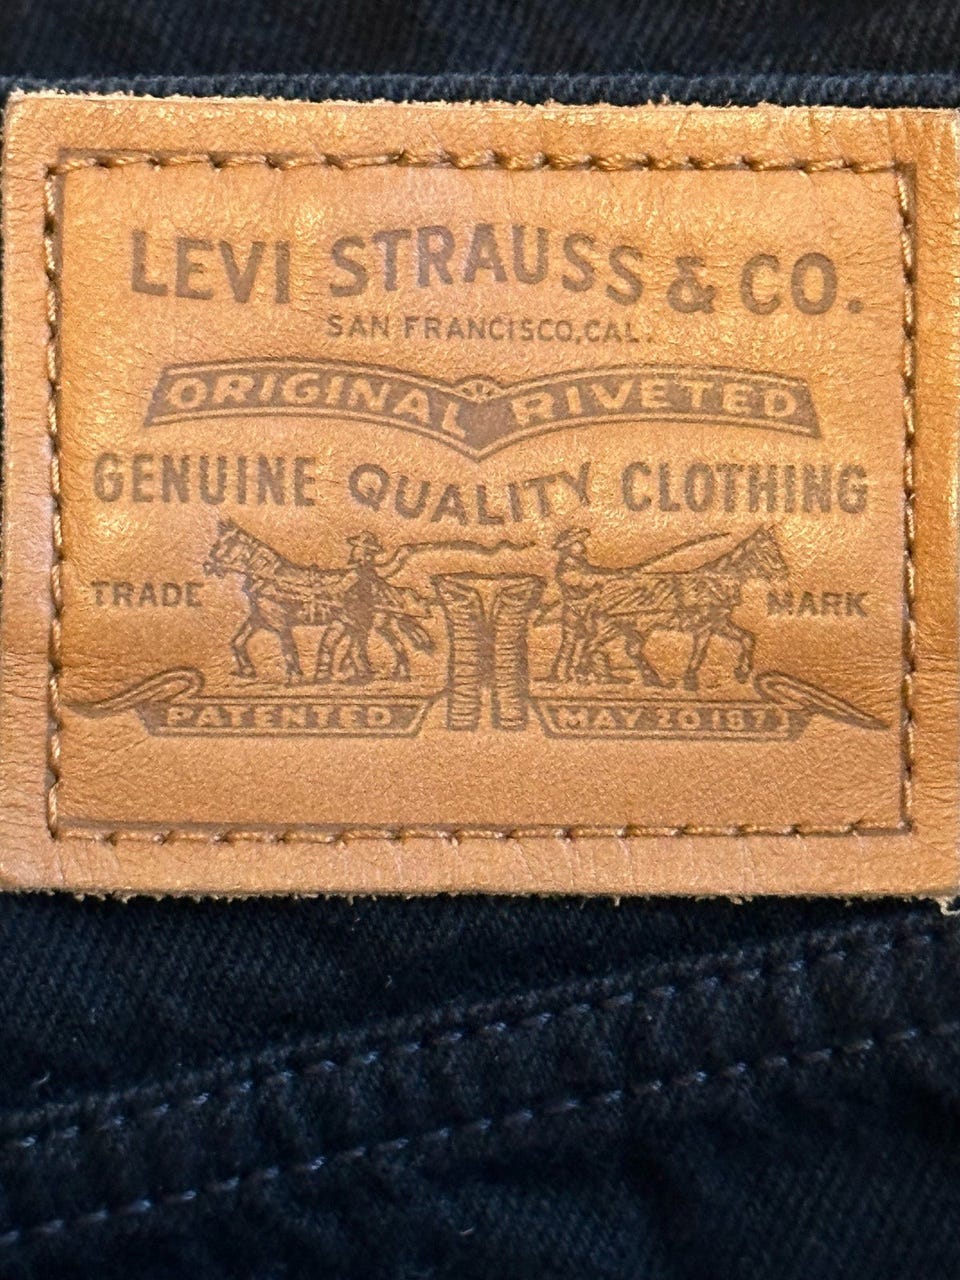 LEVI STRAUSS & CO.
SAN FRANCISCO, CAL.
ORIGINAL RIVETED
GENUINE QUALITY CLOTHING
TRADE MARK
PATENTED MAY 20 1873